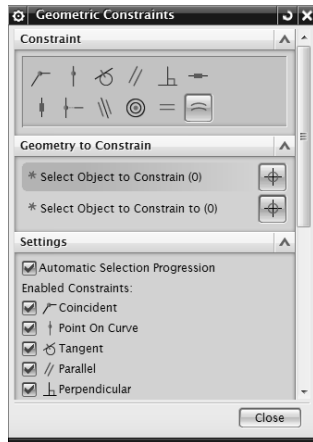 Geometric Constraints
Constraint
Geometry to Constrain
* Select Object to Constrain (0)
* Select Object to Constrain to (0)
Settings
Automatic Selection Progression
Enabled Constraints:
Coincident
Point On Curve
Tangent
Parallel
Perpendicular
Close